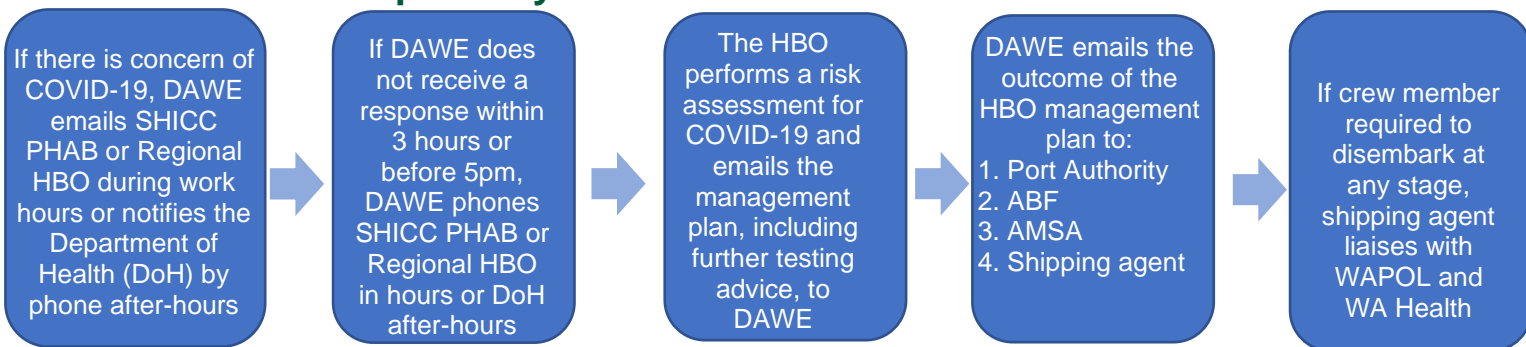 If there is concern of
COVID-19, DAWE
emails SHICC
PHAB or Regional
HBO during work
hours or notifies the
Department of
Health (DoH) by
phone after-hours
If DAWE does
not receive a
response within
3 hours or
before 5pm,
DAWE phones
SHICC PHAB or
Regional HBO
in hours or DoH
after-hours
The HBO
performs a risk
assessment for
COVID-19 and
emails the
management
plan, including
further testing
advice, to
DAWE
DAWE emails the
outcome of the
HBO management
plan to:
1. Port Authority
2. ABF
3. AMSA
4. Shipping agent
If crew member
required to
disembark at
any stage,
shipping agent
liaises with
WAPOL and
WA Health